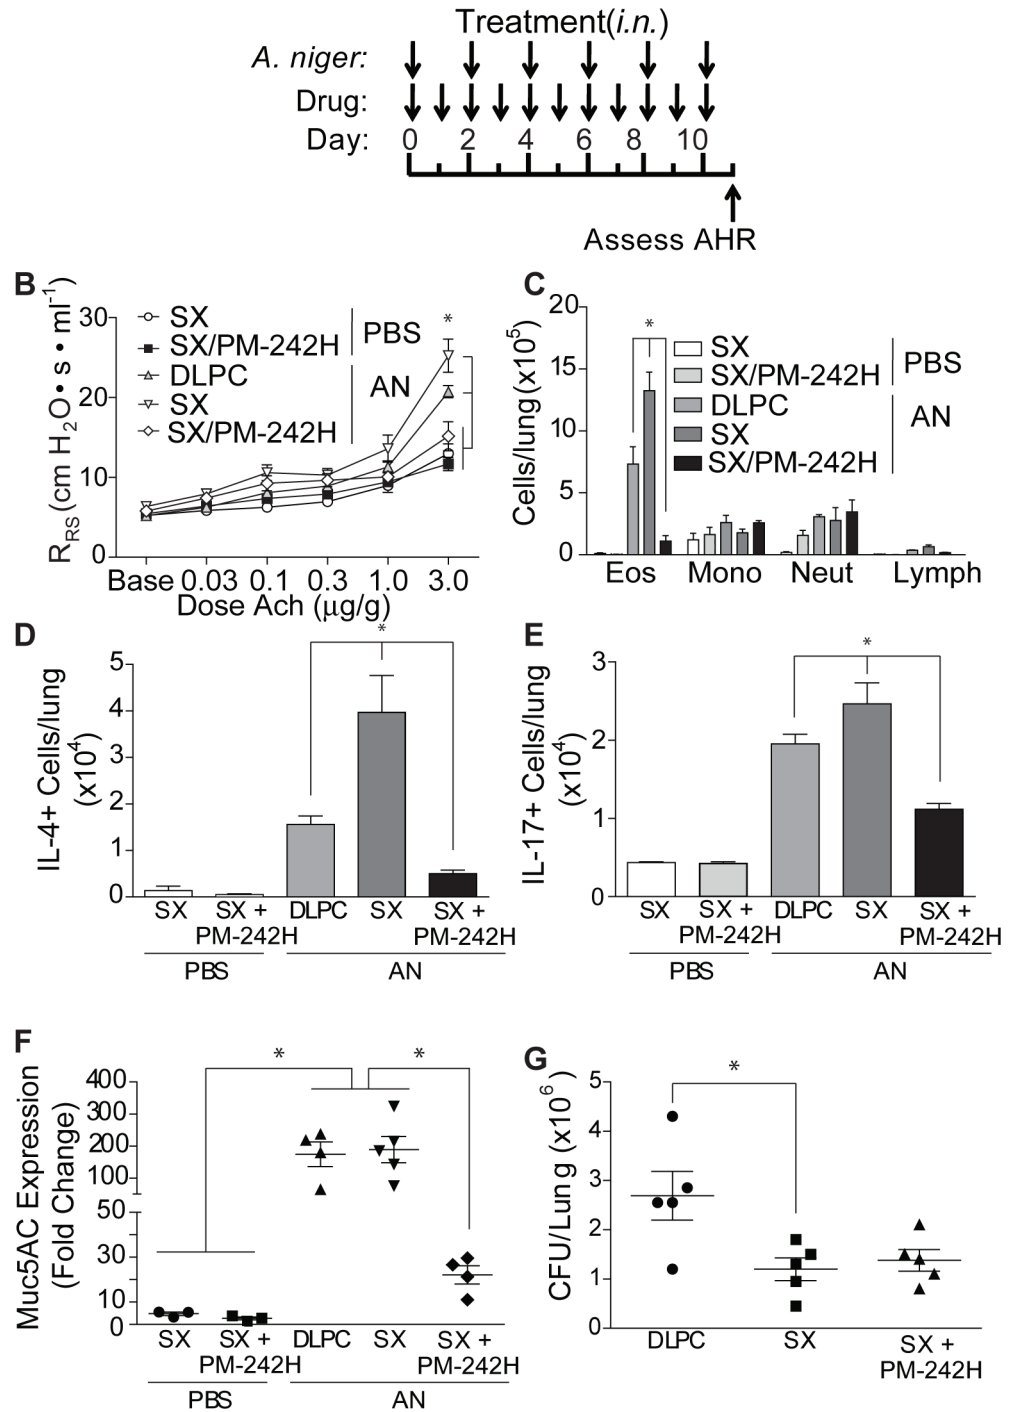 Treatment(i.n.)
A. niger:
Drug:
Day: 0 2 4 6 8 10
Assess AHR
B
R_RS (cm H2O • s • ml-1)
30
20
10
0
SX
SX/PM-242H
PBS
DLPC
SX
SX/PM-242H
AN
*
Base 0.03 0.1 0.3 1.0 3.0
Dose Ach (µg/g)
C
Cells/lung(x10^5)
20
15
10
5
0
*
SX
SX/PM-242H
PBS
DLPC
SX
SX/PM-242H
AN
Eos Mono Neut Lymph
D
IL-4+ Cells/lung
(x10^4)
5
4
3
2
1
0
*
SX SX + DLPC SX SX +
PM-242H PM-242H
PBS AN
E
IL-17+ Cells/lung
(x10^4)
3
2
1
0
*
SX SX + DLPC SX SX +
PM-242H PM-242H
PBS AN
F
Muc5AC Expression
(Fold Change)
400
300
200
100
50
30
10
0
* *
SX SX + DLPC SX SX +
PM-242H PM-242H
PBS AN
G
CFU/Lung (x10^6)
5
4
3
2
1
0
*
DLPC SX SX +
PM-242H